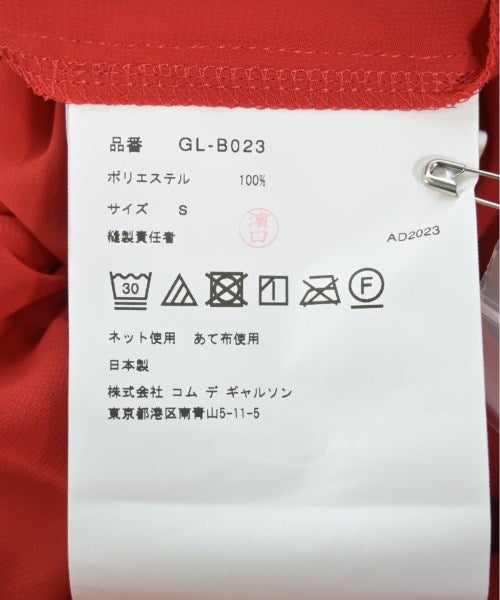 品番 GL-B023
ポリエステル 100%
サイズ S
縫製責任者 濱口
AD2023
30 F
ネット使用 あて布使用
日本製
株式会社 コム デ ギャルソン
東京都港区南青山5-11-5